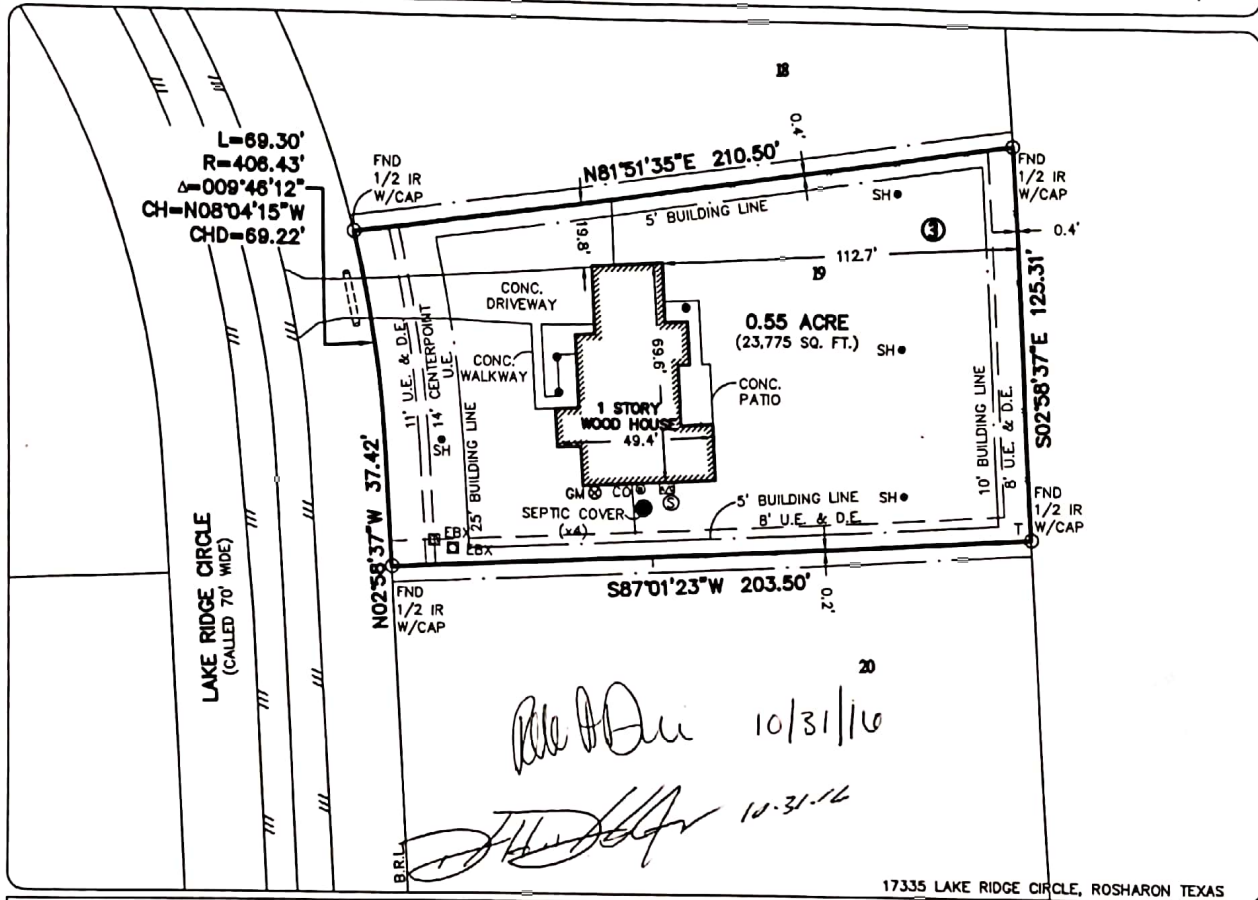 18
L=69.30'
R=406.43'
Δ=009°46'12"
CH=N08°04'15"W
CHD=69.22'
FND
1/2 IR
W/CAP
N81°51'35"E 210.50'
0.4'
FND
1/2 IR
W/CAP
5' BUILDING LINE
SH
3
0.4'
19.8'
112.7'
19
CONC.
DRIVEWAY
0.55 ACRE
(23,775 SQ. FT.)
SH
S02°58'37"E 125.31'
11' U.E. & D.E.
14' CENTERPOINT
U.E.
CONC.
WALKWAY
69.6'
CONC.
PATIO
1 STORY
WOOD HOUSE
49.4'
SH
25' BUILDING LINE
10' BUILDING LINE
8' U.E. & D.E.
N02°58'37"W 37.42'
GM
CO
S
SEPTIC COVER
(x4)
5' BUILDING LINE
8' U.E. & D.E.
SH
FND
1/2 IR
W/CAP
T
EBX
EBX
LAKE RIDGE CIRCLE
(CALLED 70' WIDE)
FND
1/2 IR
W/CAP
S87°01'23"W 203.50'
0.2'
20
10/31/16
10-31-16
B.R.L.
17335 LAKE RIDGE CIRCLE, ROSHARON TEXAS